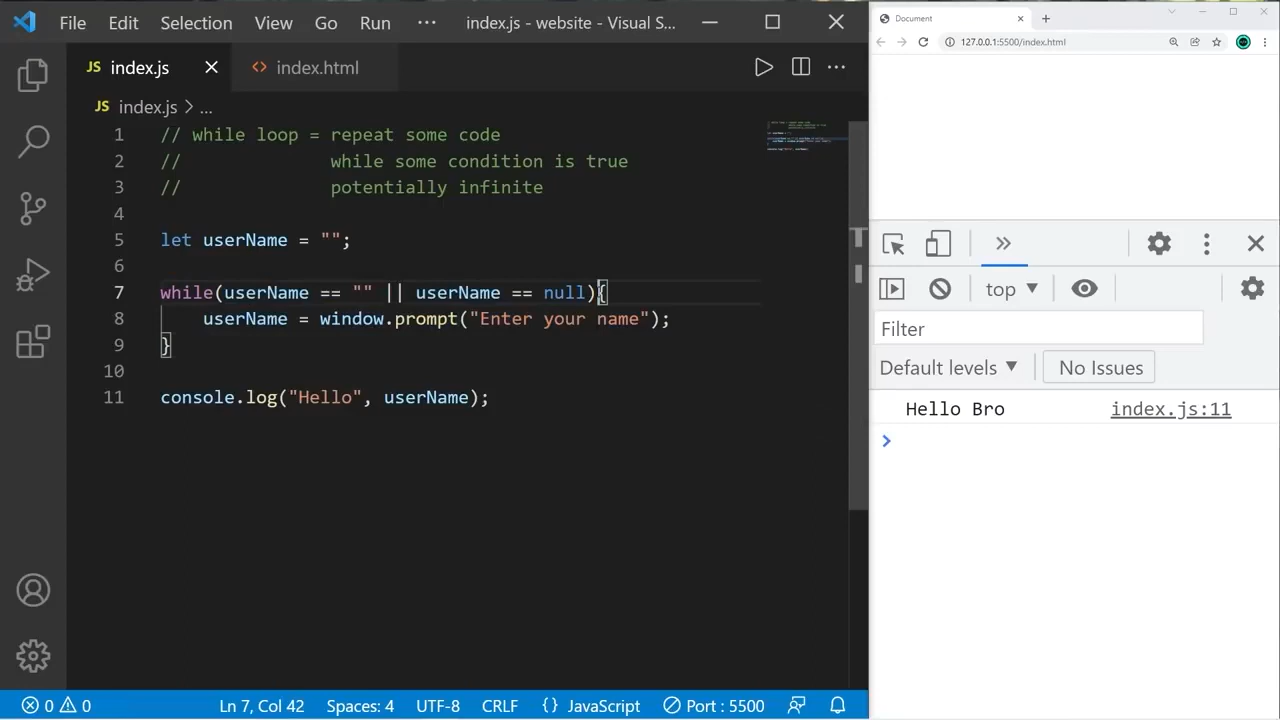 File Edit Selection View Go Run ··· index.js - website - Visual S...
JS index.js
<> index.html
JS index.js > ...
1 // while loop = repeat some code
2 //              while some condition is true
3 //              potentially infinite
4
5 let userName = "";
6
7 while(userName == "" || userName == null){
8     userName = window.prompt("Enter your name");
9 }
10
11 console.log("Hello", userName);
0 0 Ln 7, Col 42 Spaces: 4 UTF-8 CRLF {} JavaScript Port : 5500
Document
127.0.0.1:5500/index.html
top
Filter
Default levels No Issues
Hello Bro index.js:11